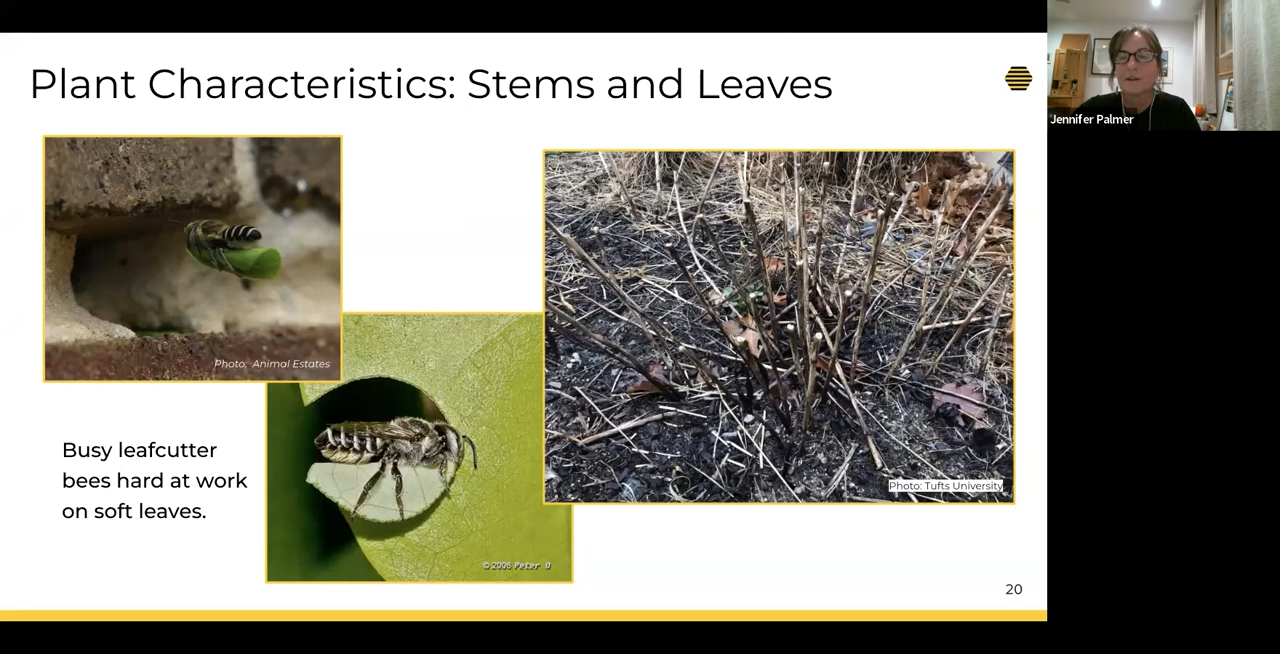 Plant Characteristics: Stems and Leaves
Jennifer Palmer
Photo: Animal Estates
Busy leafcutter
bees hard at work
on soft leaves.
Photo: Tufts University
©2006 Peter O
20